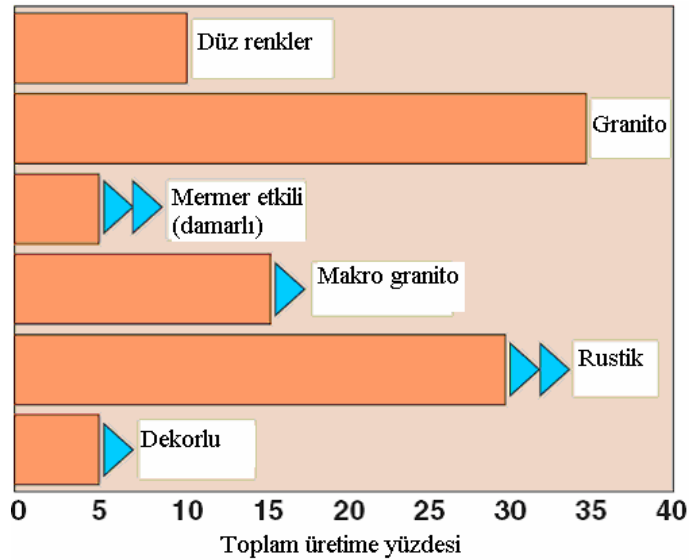 Düz renkler
Granito
Mermer etkili
(damarlı)
Makro granito
Rustik
Dekorlu
0 5 10 15 20 25 30 35 40
Toplam üretime yüzdesi